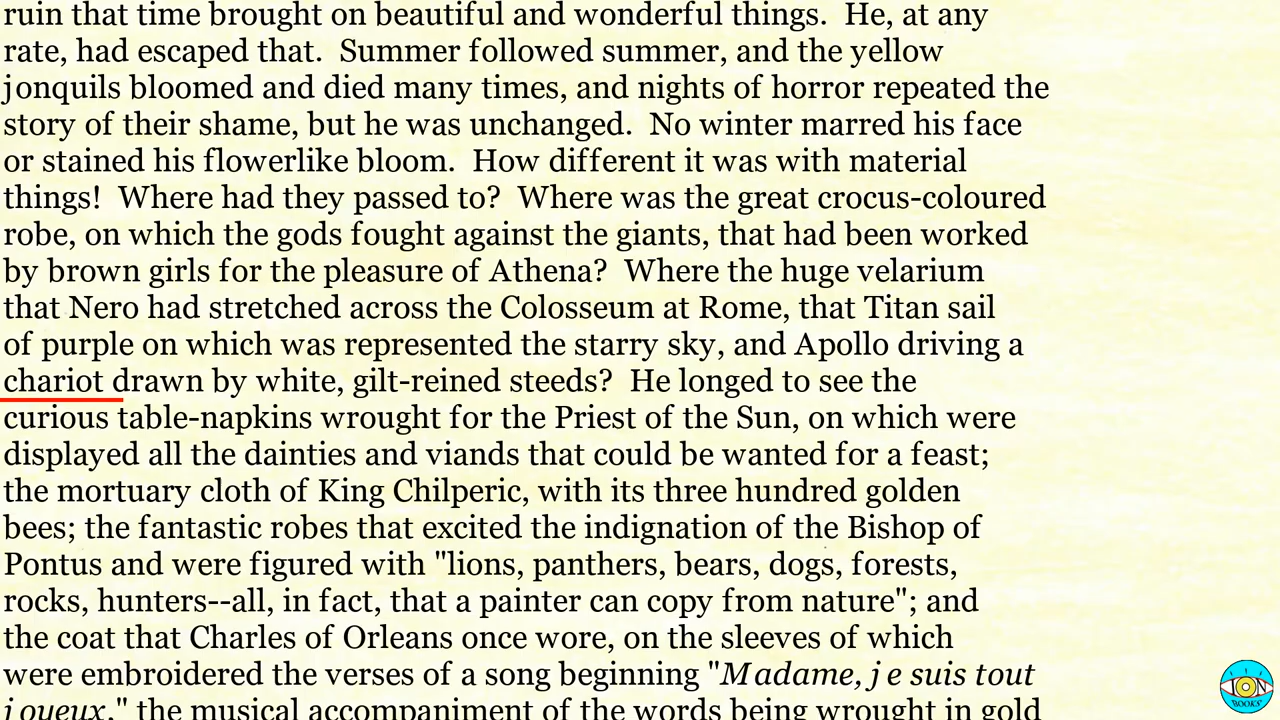 ruin that time brought on beautiful and wonderful things.  He, at any
rate, had escaped that.  Summer followed summer, and the yellow
jonquils bloomed and died many times, and nights of horror repeated the
story of their shame, but he was unchanged.  No winter marred his face
or stained his flowerlike bloom.  How different it was with material
things!  Where had they passed to?  Where was the great crocus-coloured
robe, on which the gods fought against the giants, that had been worked
by brown girls for the pleasure of Athena?  Where the huge velarium
that Nero had stretched across the Colosseum at Rome, that Titan sail
of purple on which was represented the starry sky, and Apollo driving a
chariot drawn by white, gilt-reined steeds?  He longed to see the
curious table-napkins wrought for the Priest of the Sun, on which were
displayed all the dainties and viands that could be wanted for a feast;
the mortuary cloth of King Chilperic, with its three hundred golden
bees; the fantastic robes that excited the indignation of the Bishop of
Pontus and were figured with "lions, panthers, bears, dogs, forests,
rocks, hunters--all, in fact, that a painter can copy from nature"; and
the coat that Charles of Orleans once wore, on the sleeves of which
were embroidered the verses of a song beginning "Madame, je suis tout
joyeux," the musical accompaniment of the words being wrought in gold
ION
BOOKS